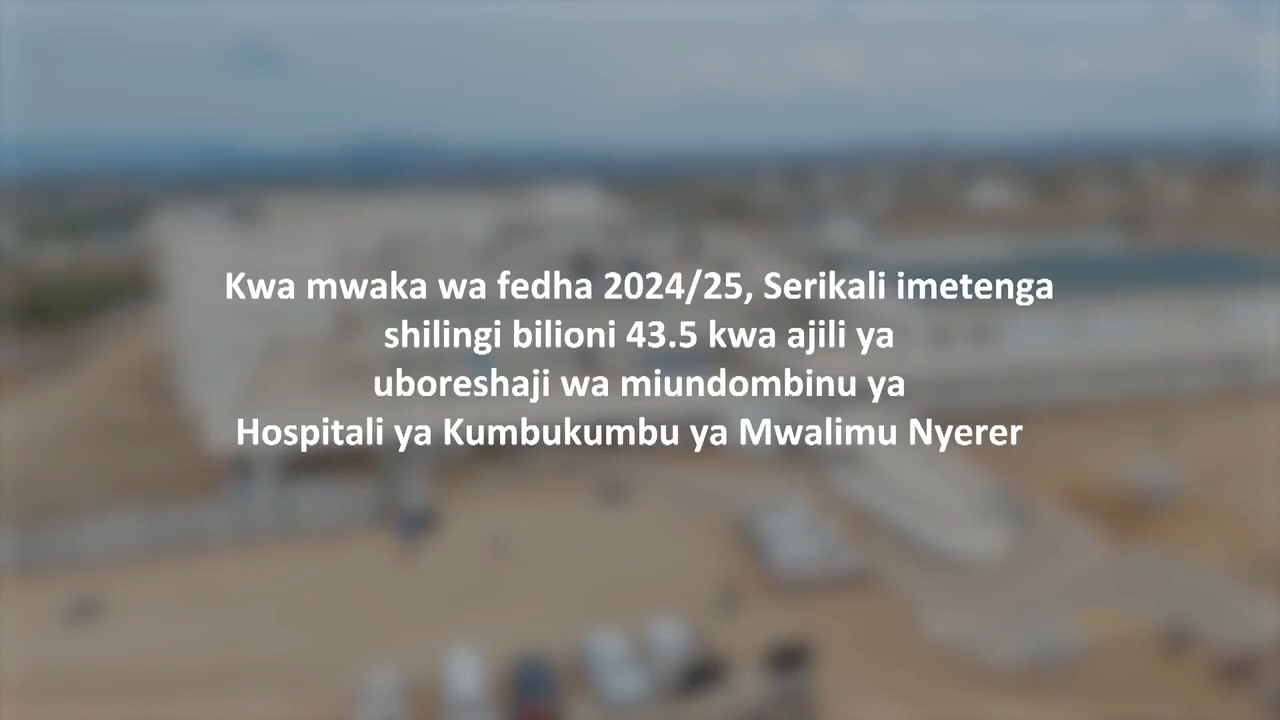 Kwa mwaka wa fedha 2024/25, Serikali imetenga
shilingi bilioni 43.5 kwa ajili ya
uboreshaji wa miundombinu ya
Hospitali ya Kumbukumbu ya Mwalimu Nyerer